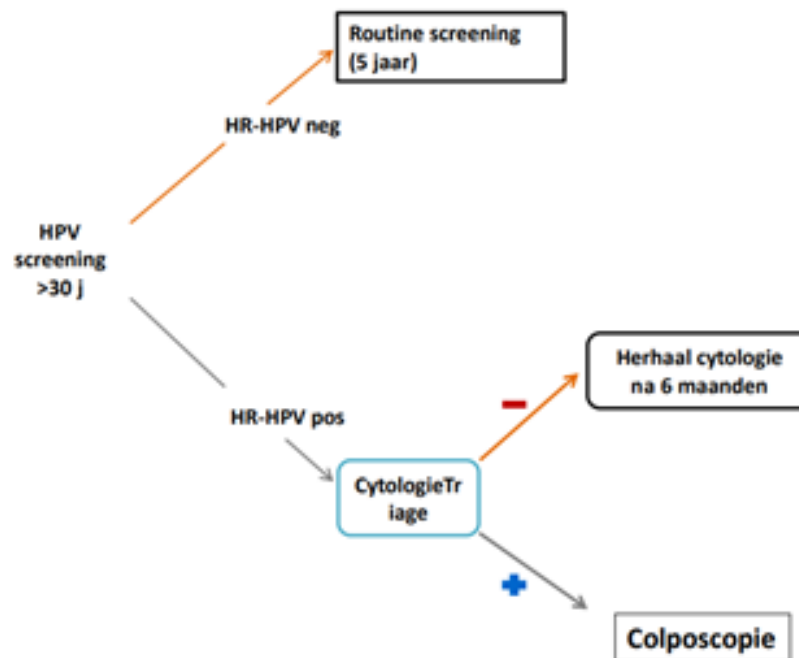 Routine screening
(5 jaar)
HR-HPV neg
HPV
screening
>30 j
Herhaal cytologie
na 6 maanden
HR-HPV pos
CytologieTr
iage
Colposcopie